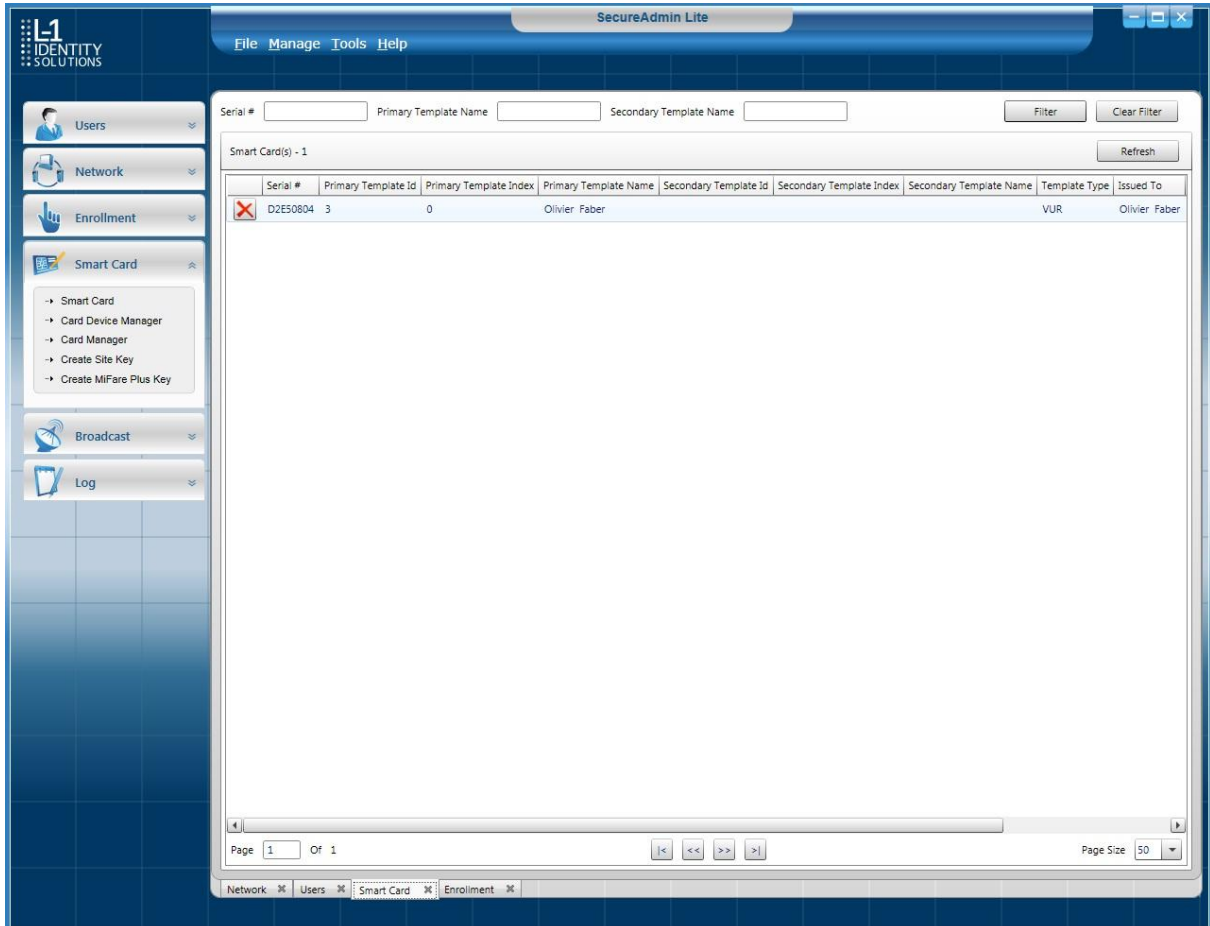 SecureAdmin Lite
L-1
IDENTITY
SOLUTIONS
File Manage Tools Help
Users
Network
Enrollment
Smart Card
Smart Card
Card Device Manager
Card Manager
Create Site Key
Create MiFare Plus Key
Broadcast
Log
Serial # Primary Template Name Secondary Template Name Filter Clear Filter
Smart Card(s) - 1 Refresh
Serial # Primary Template Id Primary Template Index Primary Template Name Secondary Template Id Secondary Template Index Secondary Template Name Template Type Issued To
D2E50804 3 0 Olivier Faber VUR Olivier Faber
Page 1 Of 1 |< << >> >| Page Size 50
Network Users Smart Card Enrollment